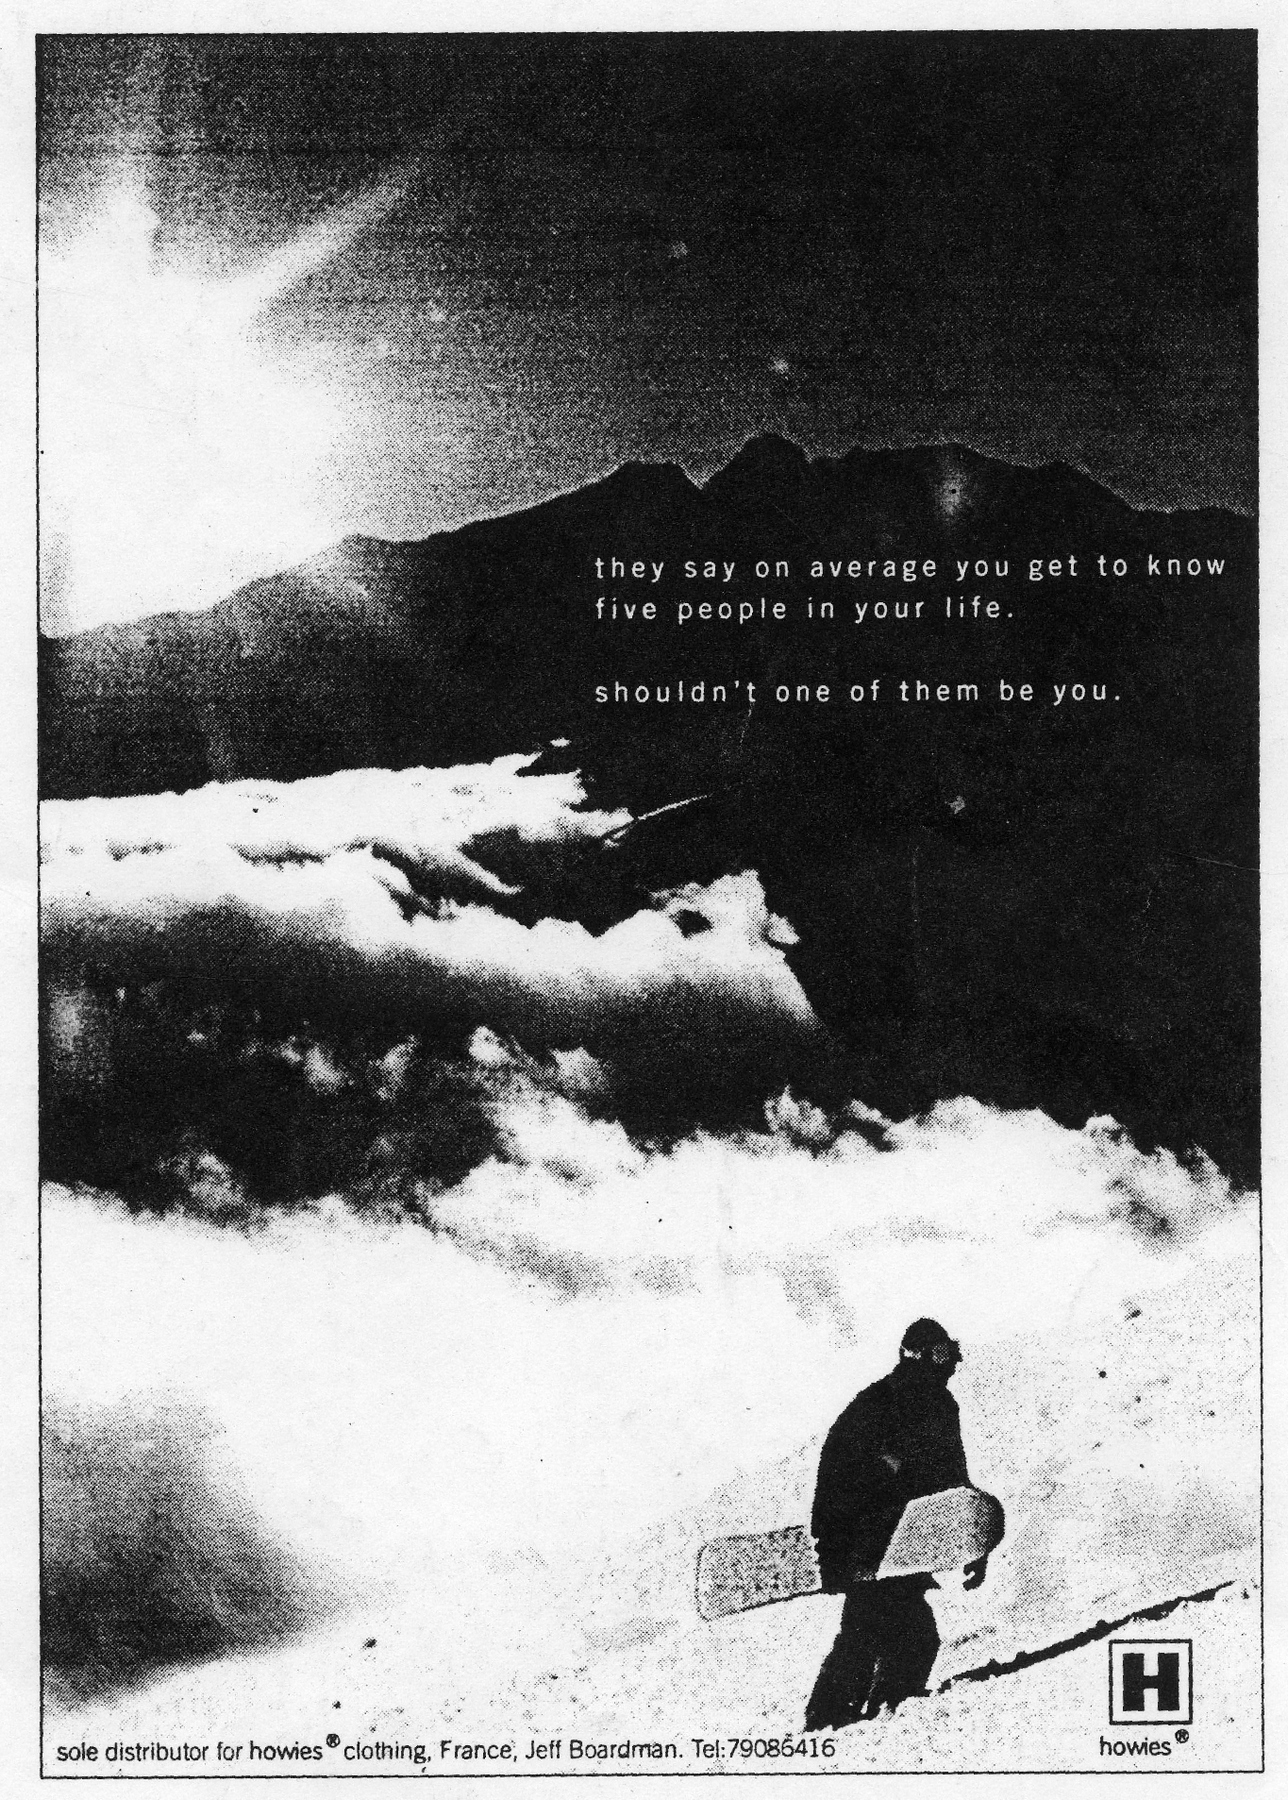 they say on average you get to know
five people in your life.
shouldn't one of them be you.
H
sole distributor for howies® clothing, France, Jeff Boardman. Tel:79086416
howies®